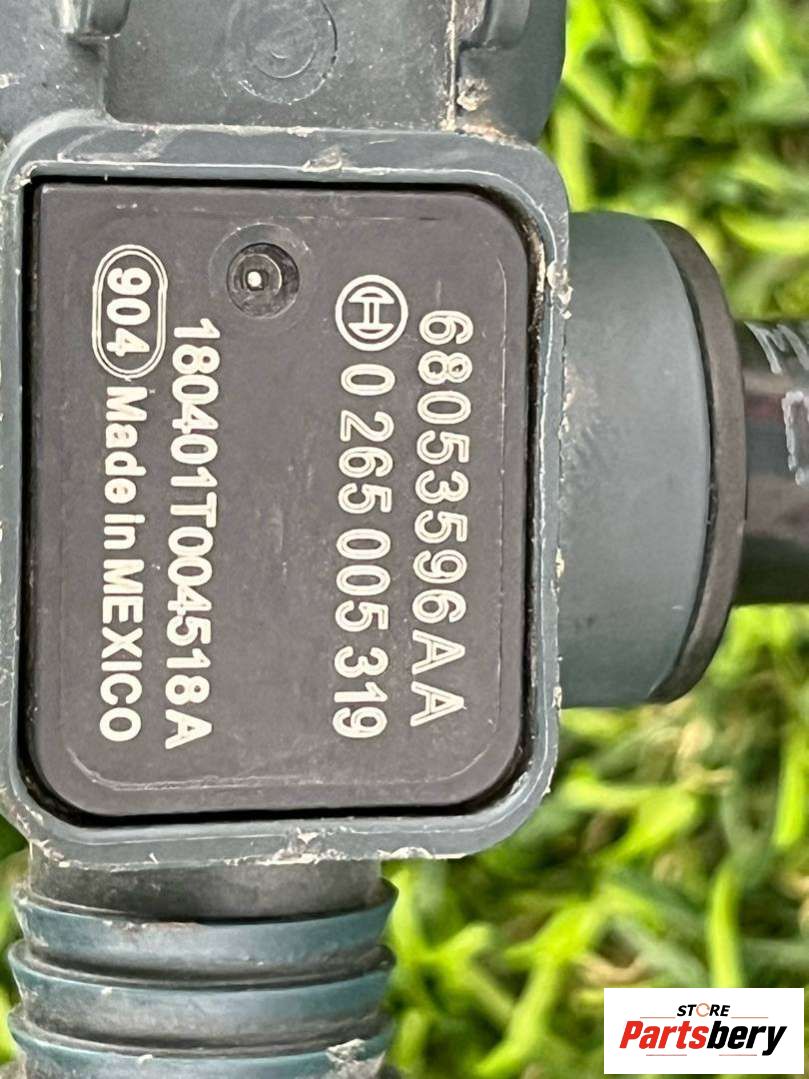 68053596AA
0 265 005 319
180401T004518A
904 Made in MEXICO
STORE
Partsbery